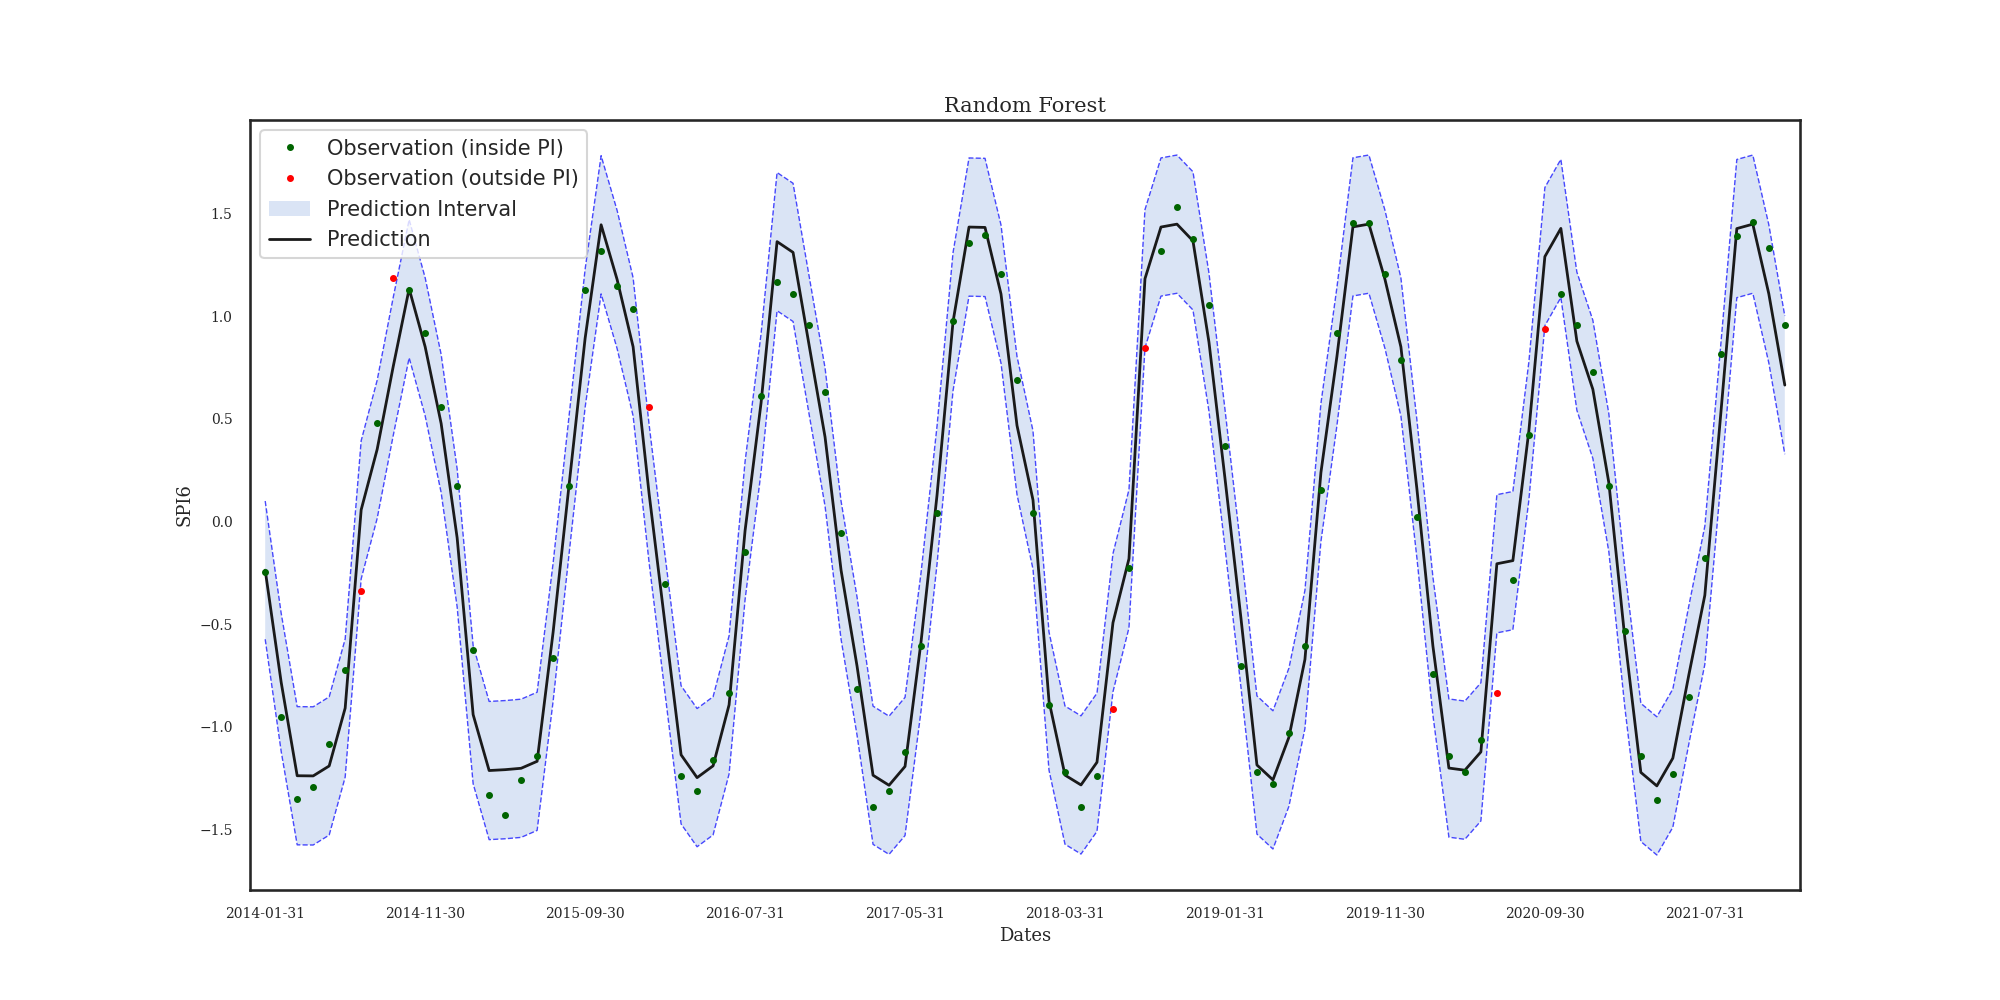 Random Forest
Observation (inside PI)
Observation (outside PI)
Prediction Interval
Prediction
SPI6
1.5
1.0
0.5
0.0
−0.5
−1.0
−1.5
2014-01-31 2014-11-30 2015-09-30 2016-07-31 2017-05-31 2018-03-31 2019-01-31 2019-11-30 2020-09-30 2021-07-31
Dates